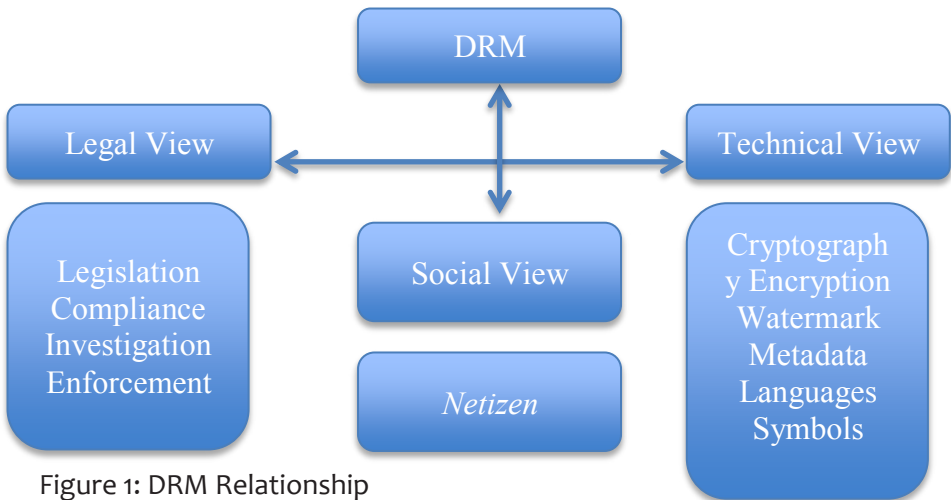 DRM
Legal View
Technical View
Legislation
Compliance
Investigation
Enforcement
Social View
Netizen
Cryptograph
y Encryption
Watermark
Metadata
Languages
Symbols
Figure 1: DRM Relationship